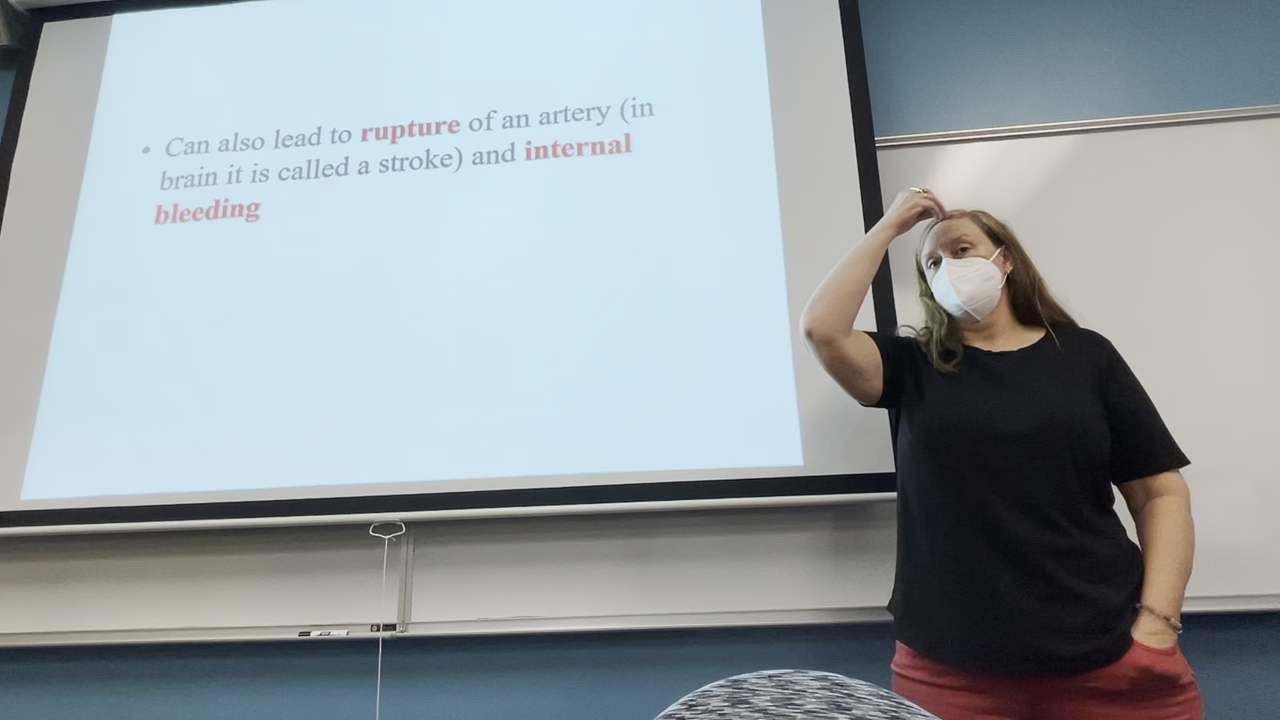 • Can also lead to rupture of an artery (in
brain it is called a stroke) and internal
bleeding